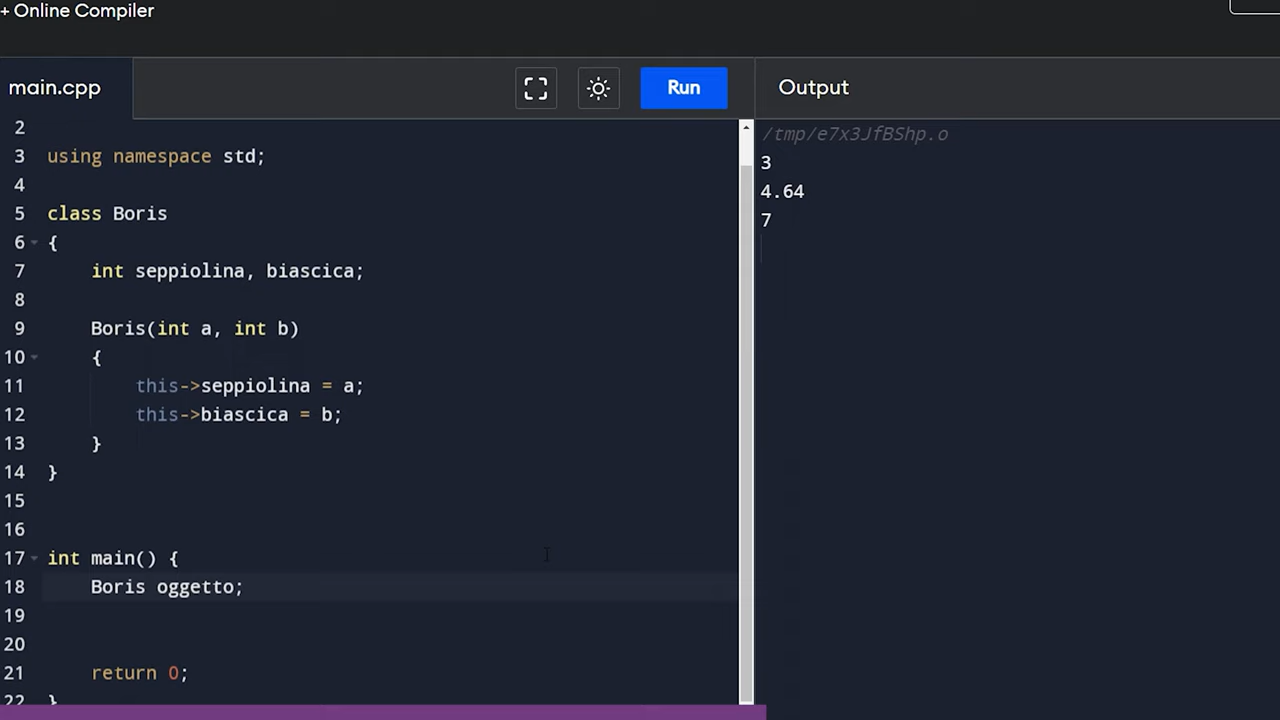 + Online Compiler
main.cpp
Run
Output
2
3 using namespace std;
4
5 class Boris
6 {
7 int seppiolina, biascica;
8
9 Boris(int a, int b)
10 {
11 this->seppiolina = a;
12 this->biascica = b;
13 }
14 }
15
16
17 int main() {
18 Boris oggetto;
19
20
21 return 0;
22 }
/tmp/e7x3JfBShp.o
3
4.64
7